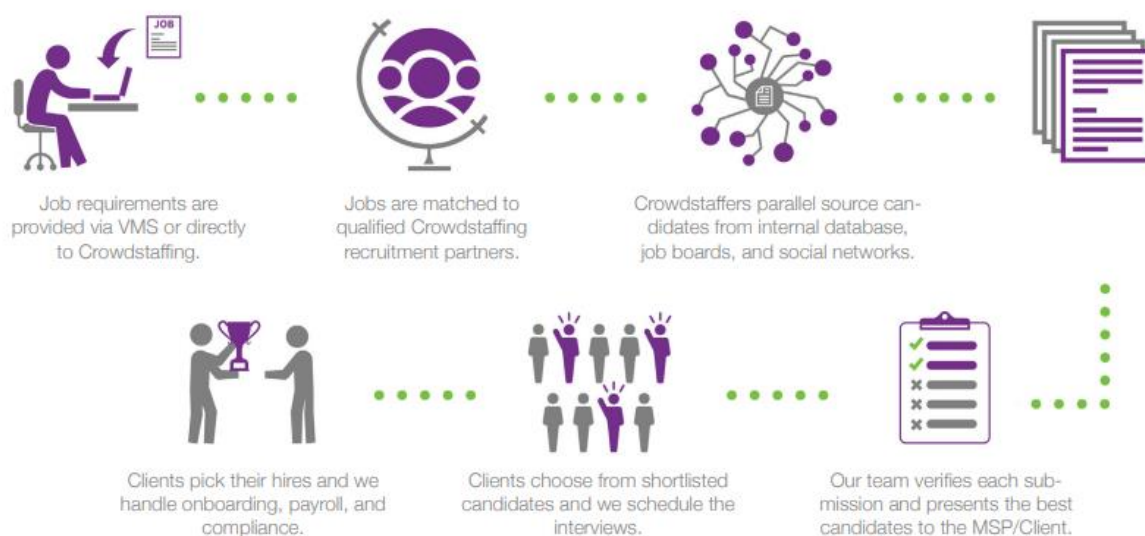 JOB
Job requirements are
provided via VMS or directly
to Crowdstaffing.
Jobs are matched to
qualified Crowdstaffing
recruitment partners.
Crowdstaffers parallel source can-
didates from internal database,
job boards, and social networks.
Our team verifies each sub-
mission and presents the best
candidates to the MSP/Client.
Clients choose from shortlisted
candidates and we schedule the
interviews.
Clients pick their hires and we
handle onboarding, payroll, and
compliance.